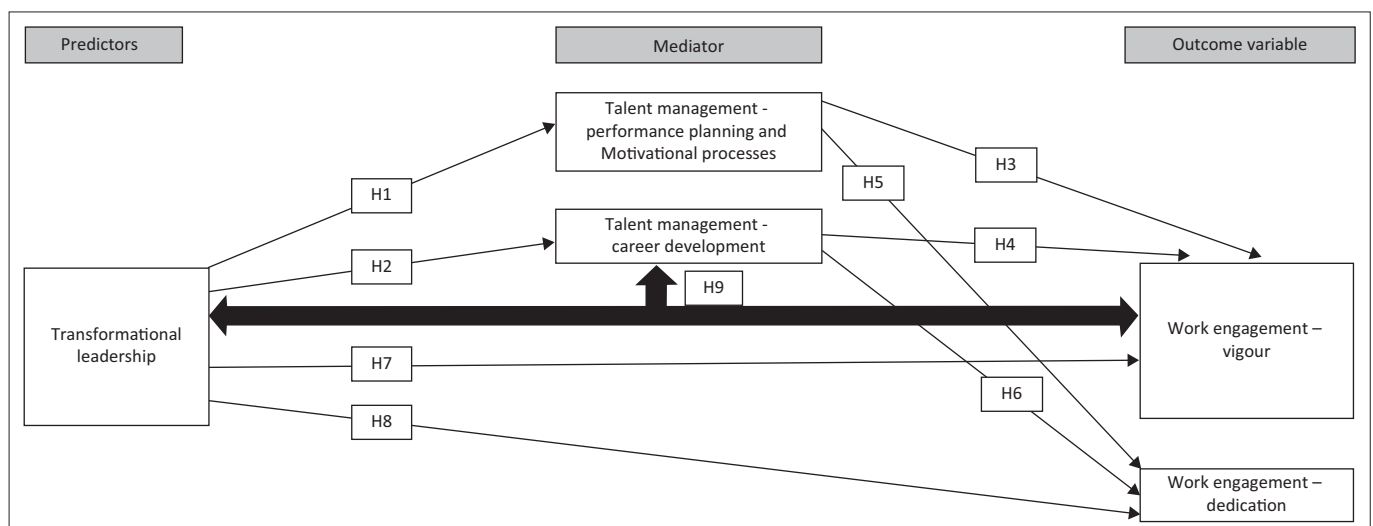 Predictors
Mediator
Outcome variable
Talent management -
performance planning and
Motivational processes
H3
H5
H1
Talent management -
career development
H4
H2
H9
Transformational
leadership
Work engagement –
vigour
H7
H6
H8
Work engagement –
dedication